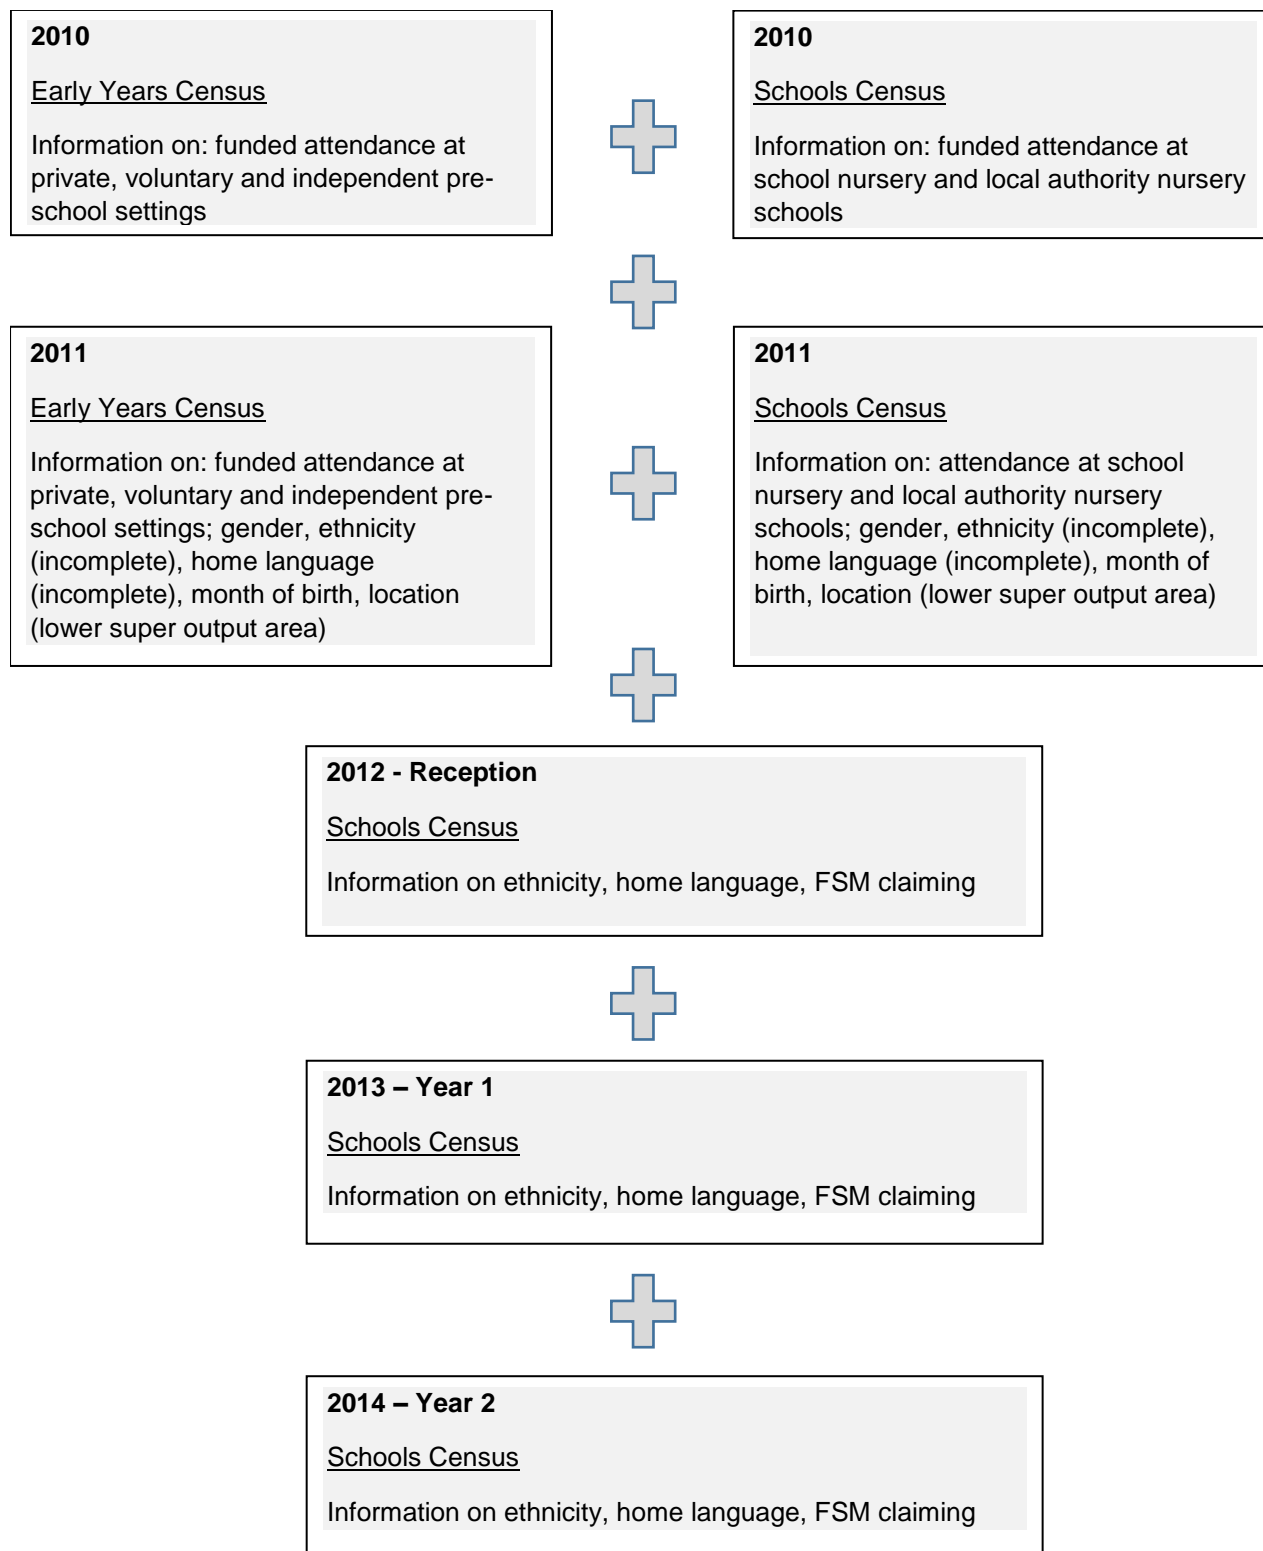 2010
Early Years Census
Information on: funded attendance at
private, voluntary and independent pre-
school settings
2010
Schools Census
Information on: funded attendance at
school nursery and local authority nursery
schools
2011
Early Years Census
Information on: funded attendance at
private, voluntary and independent pre-
school settings; gender, ethnicity
(incomplete), home language
(incomplete), month of birth, location
(lower super output area)
2011
Schools Census
Information on: attendance at school
nursery and local authority nursery
schools; gender, ethnicity (incomplete),
home language (incomplete), month of
birth, location (lower super output area)
2012 - Reception
Schools Census
Information on ethnicity, home language, FSM claiming
2013 – Year 1
Schools Census
Information on ethnicity, home language, FSM claiming
2014 – Year 2
Schools Census
Information on ethnicity, home language, FSM claiming